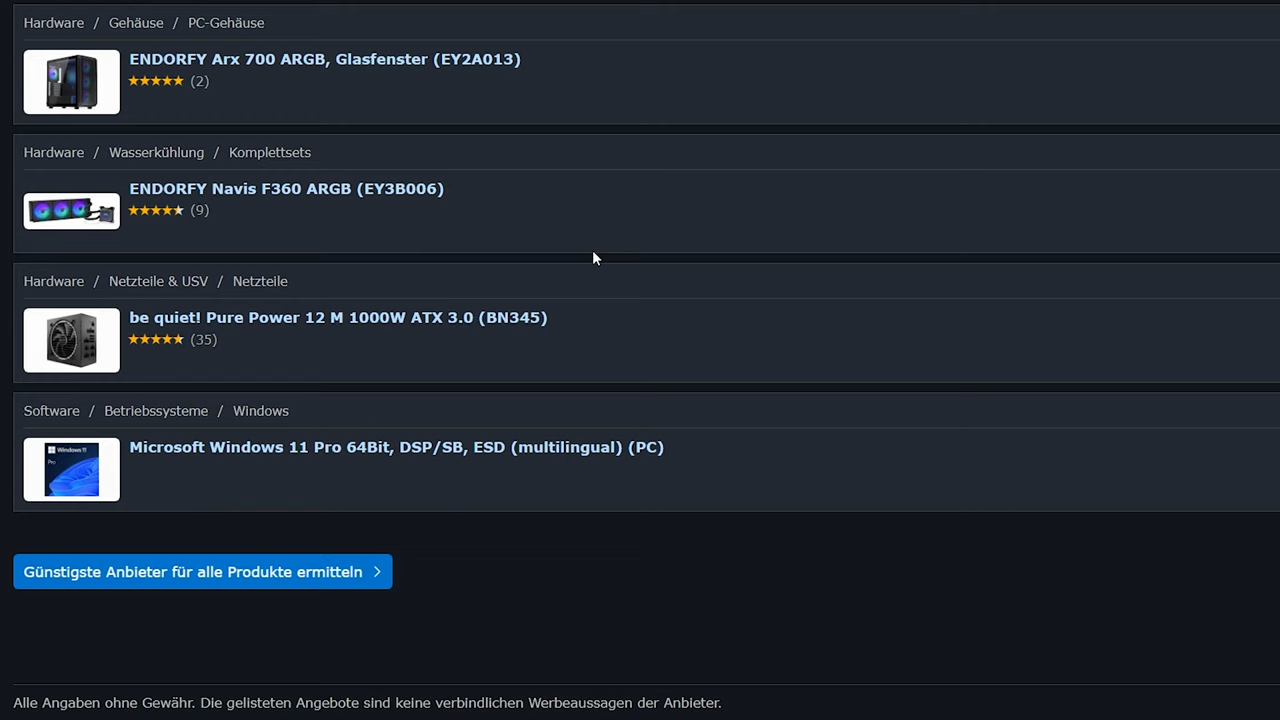 Hardware / Gehäuse / PC-Gehäuse
ENDORFY Arx 700 ARGB, Glasfenster (EY2A013)
(2)
Hardware / Wasserkühlung / Komplettsets
ENDORFY Navis F360 ARGB (EY3B006)
(9)
Hardware / Netzteile & USV / Netzteile
be quiet! Pure Power 12 M 1000W ATX 3.0 (BN345)
(35)
Software / Betriebssysteme / Windows
Microsoft Windows 11 Pro 64Bit, DSP/SB, ESD (multilingual) (PC)
Windows 11
Pro
Günstigste Anbieter für alle Produkte ermitteln
Alle Angaben ohne Gewähr. Die gelisteten Angebote sind keine verbindlichen Werbeaussagen der Anbieter.